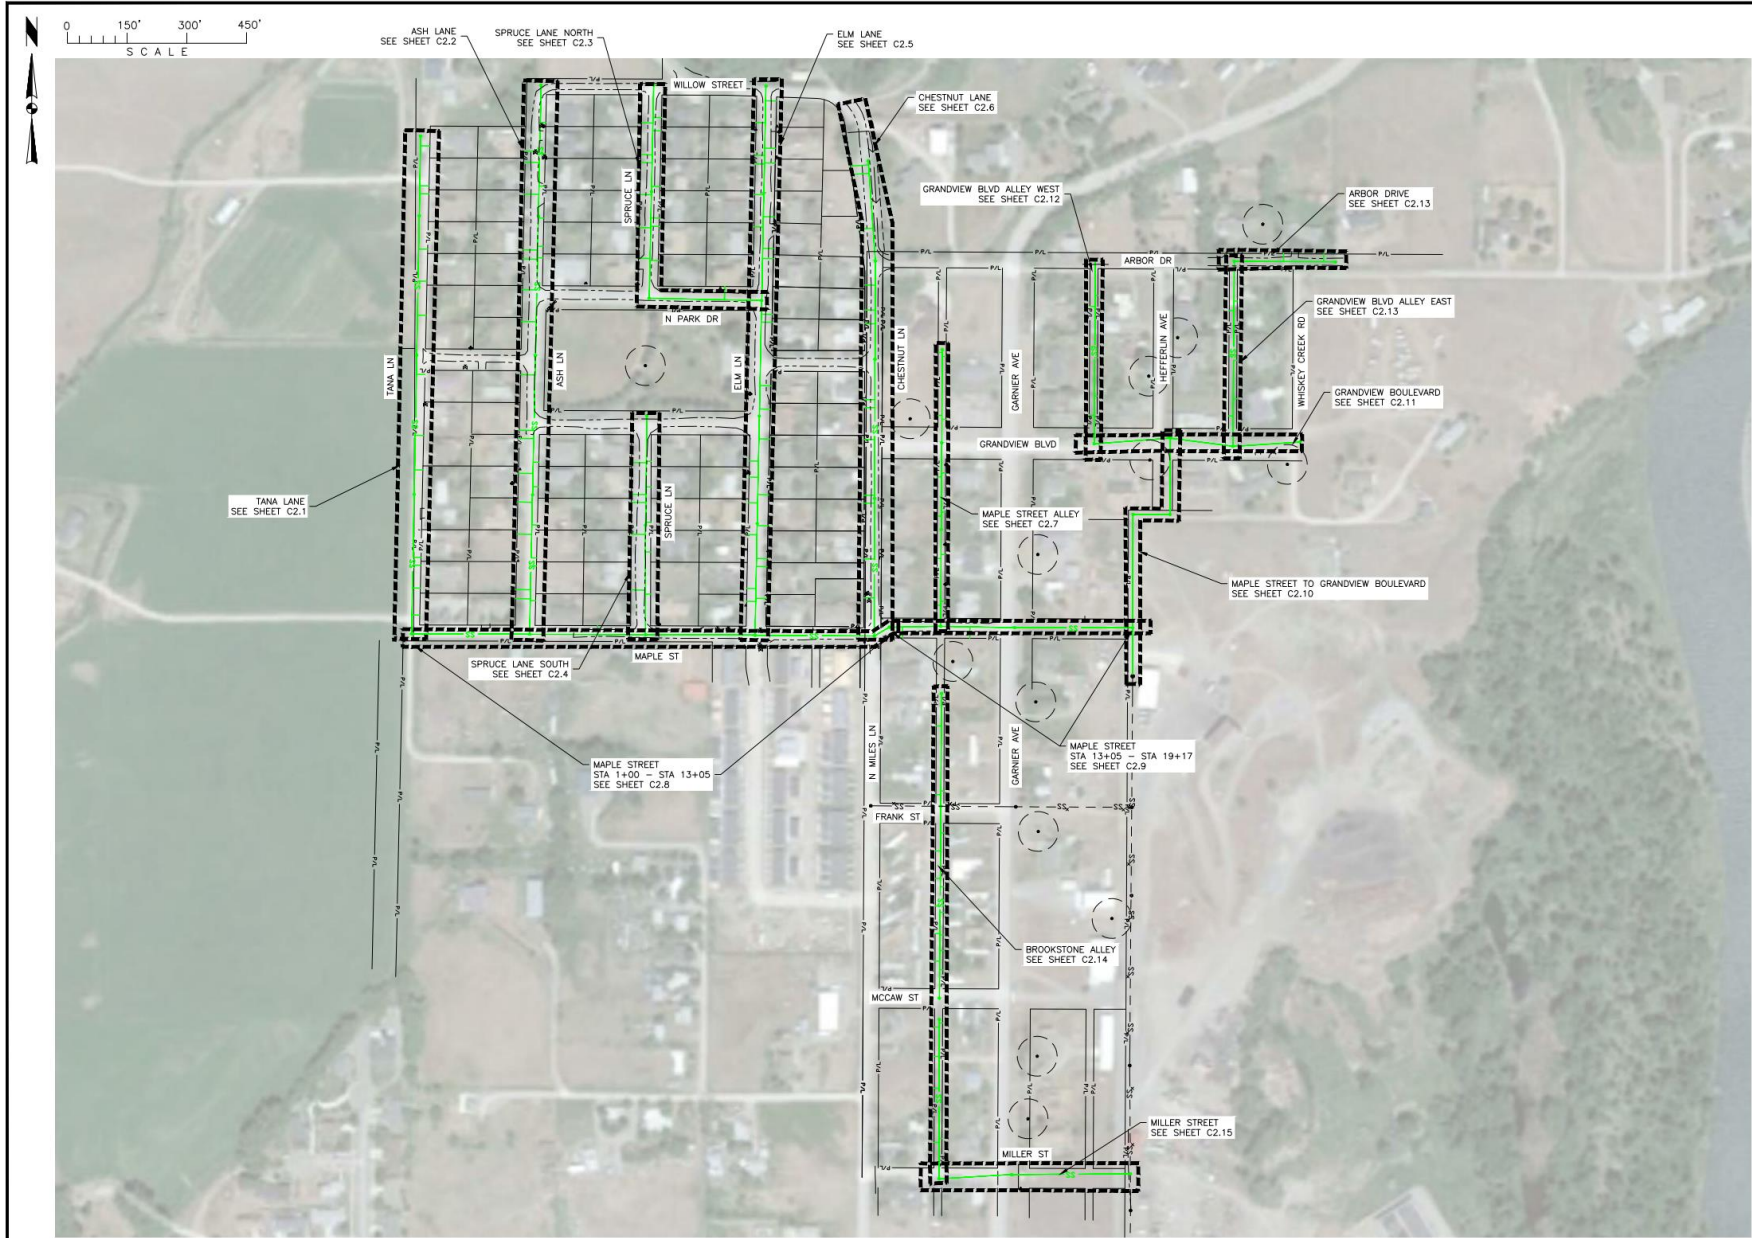 N
0 150' 300' 450'
SCALE
ASH LANE
SEE SHEET C2.2
SPRUCE LANE NORTH
SEE SHEET C2.3
ELM LANE
SEE SHEET C2.5
WILLOW STREET
CHESTNUT LANE
SEE SHEET C2.6
GRANDVIEW BLVD ALLEY WEST
SEE SHEET C2.12
ARBOR DRIVE
SEE SHEET C2.13
SPRUCE LN
ARBOR DR
GRANDVIEW BLVD ALLEY EAST
SEE SHEET C2.13
N PARK DR
TANA LN
ASH LN
ELM LN
CHESTNUT LN
GARNIER AVE
HEFFERLIN AVE
WHISKEY CREEK RD
GRANDVIEW BOULEVARD
SEE SHEET C2.11
GRANDVIEW BLVD
TANA LANE
SEE SHEET C2.1
SPRUCE LN
MAPLE STREET ALLEY
SEE SHEET C2.7
MAPLE STREET TO GRANDVIEW BOULEVARD
SEE SHEET C2.10
SPRUCE LANE SOUTH
SEE SHEET C2.4
MAPLE ST
N MILES LN
GARNIER AVE
MAPLE STREET
STA 1+00 - STA 13+05
SEE SHEET C2.8
MAPLE STREET
STA 13+05 - STA 19+17
SEE SHEET C2.9
FRANK ST
BROOKSTONE ALLEY
SEE SHEET C2.14
MCCAW ST
MILLER STREET
SEE SHEET C2.15
MILLER ST
P/L
SS